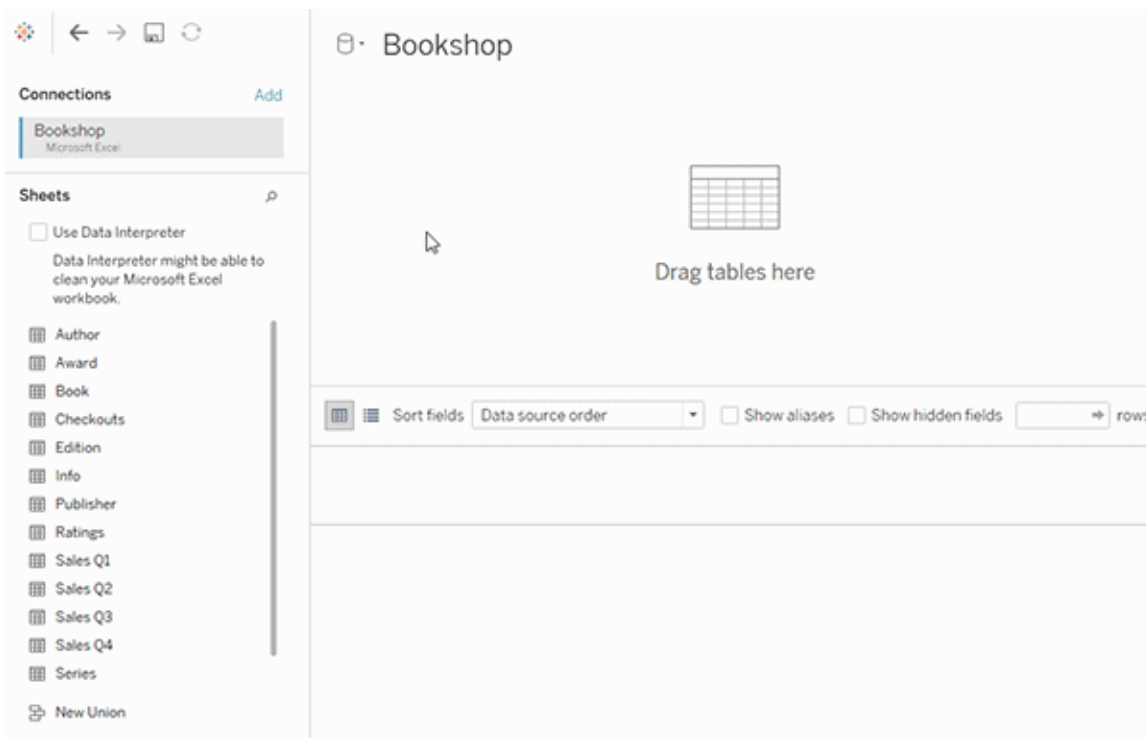 Bookshop
Connections
Add
Bookshop
Microsoft Excel
Sheets
Use Data Interpreter
Data Interpreter might be able to
clean your Microsoft Excel
workbook.
Author
Award
Book
Checkouts
Edition
Info
Publisher
Ratings
Sales Q1
Sales Q2
Sales Q3
Sales Q4
Series
New Union
Drag tables here
Sort fields Data source order Show aliases Show hidden fields rows